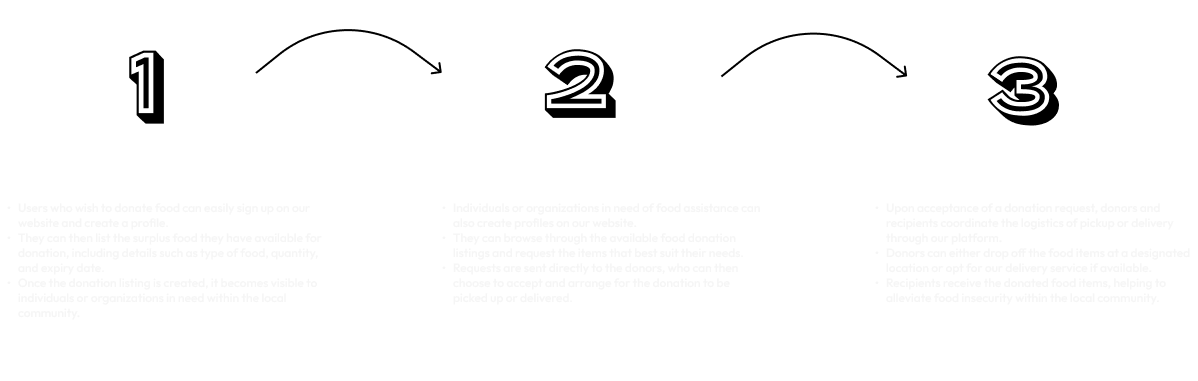 1
2
3
• Users who wish to donate food can easily sign up on our
website and create a profile.
• They can then list the surplus food they have available for
donation, including details such as type of food, quantity,
and expiry date.
• Once the donation listing is created, it becomes visible to
individuals or organizations in need within the local
community.
• Individuals or organizations in need of food assistance can
also create profiles on our website.
• They can browse through the available food donation
listings and request the items that best suit their needs.
• Requests are sent directly to the donors, who can then
choose to accept and arrange for the donation to be
picked up or delivered.
• Upon acceptance of a donation request, donors and
recipients coordinate the logistics of pickup or delivery
through our platform.
• Donors can either drop off the food items at a designated
location or opt for our delivery service if available.
• Recipients receive the donated food items, helping to
alleviate food insecurity within the local community.